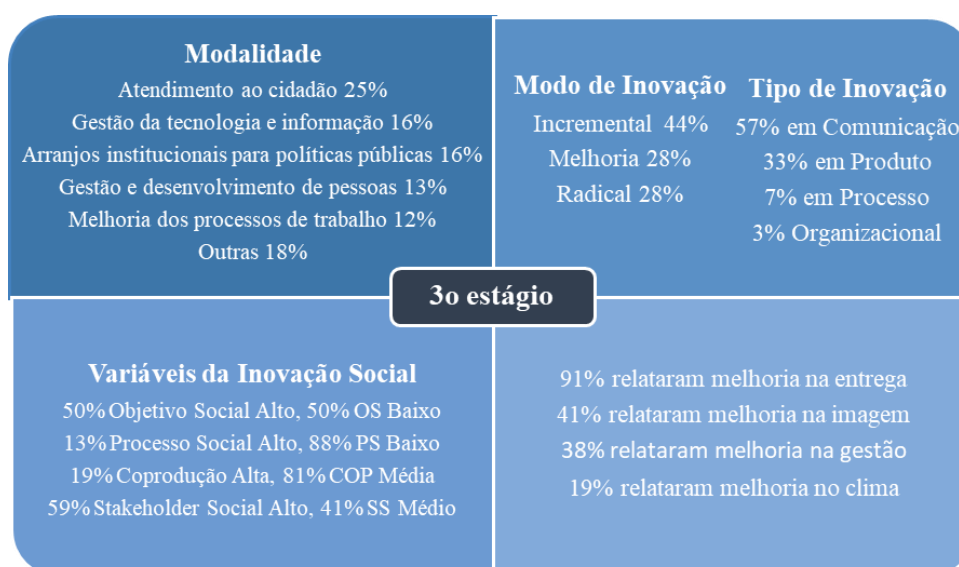 Modalidade
Atendimento ao cidadão 25%
Gestão da tecnologia e informação 16%
Arranjos institucionais para políticas públicas 16%
Gestão e desenvolvimento de pessoas 13%
Melhoria dos processos de trabalho 12%
Outras 18%
Modo de Inovação
Incremental 44%
Melhoria 28%
Radical 28%
Tipo de Inovação
57% em Comunicação
33% em Produto
7% em Processo
3% Organizacional
3o estágio
Variáveis da Inovação Social
50% Objetivo Social Alto, 50% OS Baixo
13% Processo Social Alto, 88% PS Baixo
19% Coprodução Alta, 81% COP Média
59% Stakeholder Social Alto, 41% SS Médio
91% relataram melhoria na entrega
41% relataram melhoria na imagem
38% relataram melhoria na gestão
19% relataram melhoria no clima